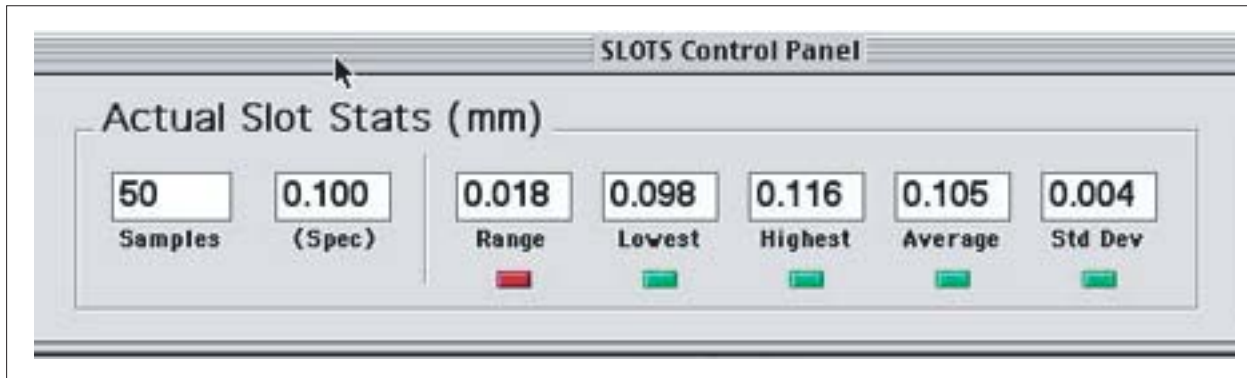 SLOTS Control Panel
Actual Slot Stats (mm)
50 0.100 0.018 0.098 0.116 0.105 0.004
Samples (Spec) Range Lowest Highest Average Std Dev